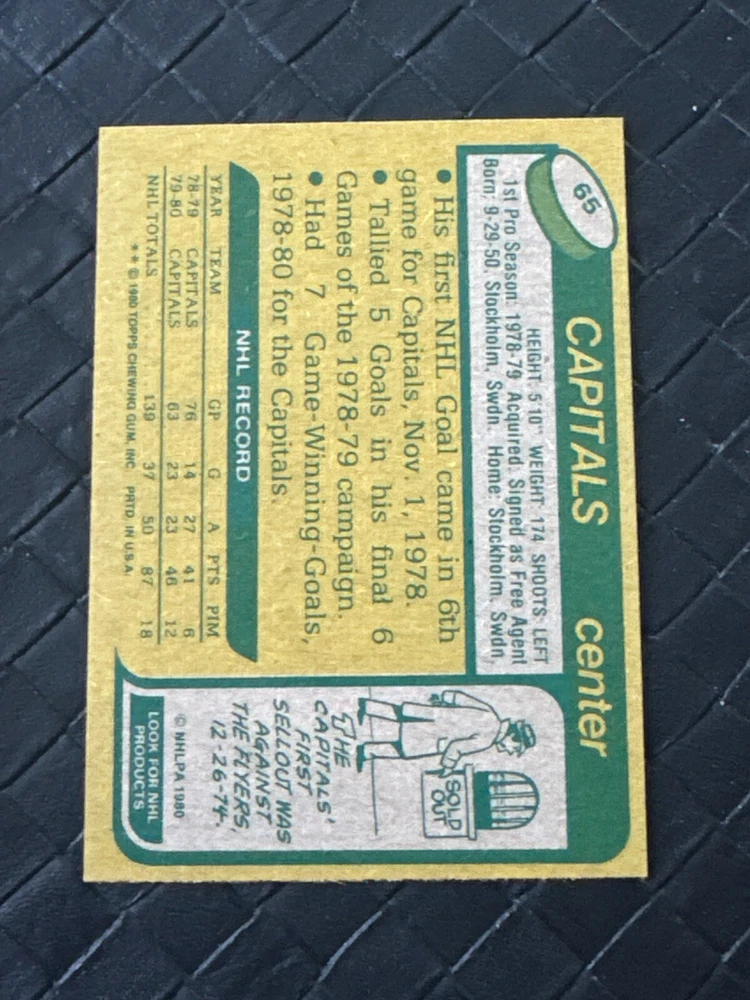 65
CAPITALS center
HEIGHT: 5'10" WEIGHT: 174 SHOOTS: LEFT
1st Pro Season: 1978-79 Acquired: Signed as Free Agent
Born: 9-29-50, Stockholm, Swdn. Home: Stockholm, Swdn.
• His first NHL Goal came in 6th
game for Capitals, Nov. 1, 1978.
• Tallied 5 Goals in his final 6
Games of the 1978-79 campaign.
• Had 7 Game-Winning-Goals,
1978-80 for the Capitals.
NHL RECORD
YEAR TEAM GP G A PTS PIM
78-79 CAPITALS 76 14 27 41 6
79-80 CAPITALS 63 23 23 46 12
NHL TOTALS 139 37 50 87 18
** © 1980 TOPPS CHEWING GUM, INC. PRTD. IN U.S.A.
SOLD
OUT
THE
CAPITALS'
FIRST
SELLOUT WAS
AGAINST
THE FLYERS,
12-26-74.
© NHLPA 1980
LOOK FOR NHL
PRODUCTS